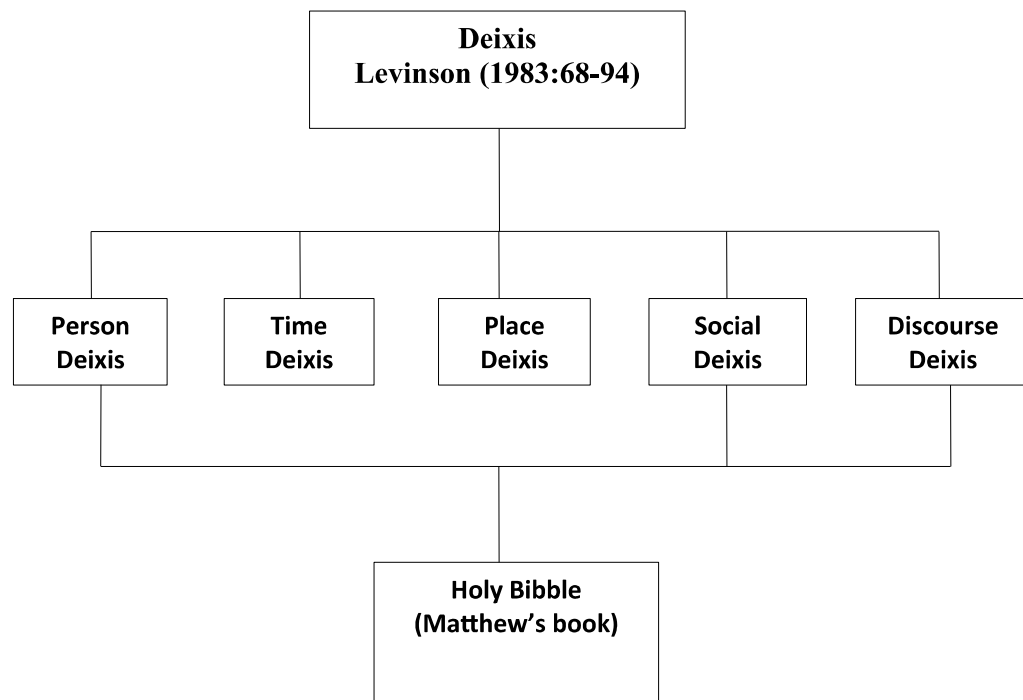 Deixis
Levinson (1983:68-94)
Person
Deixis
Time
Deixis
Place
Deixis
Social
Deixis
Discourse
Deixis
Holy Bibble
(Matthew’s book)